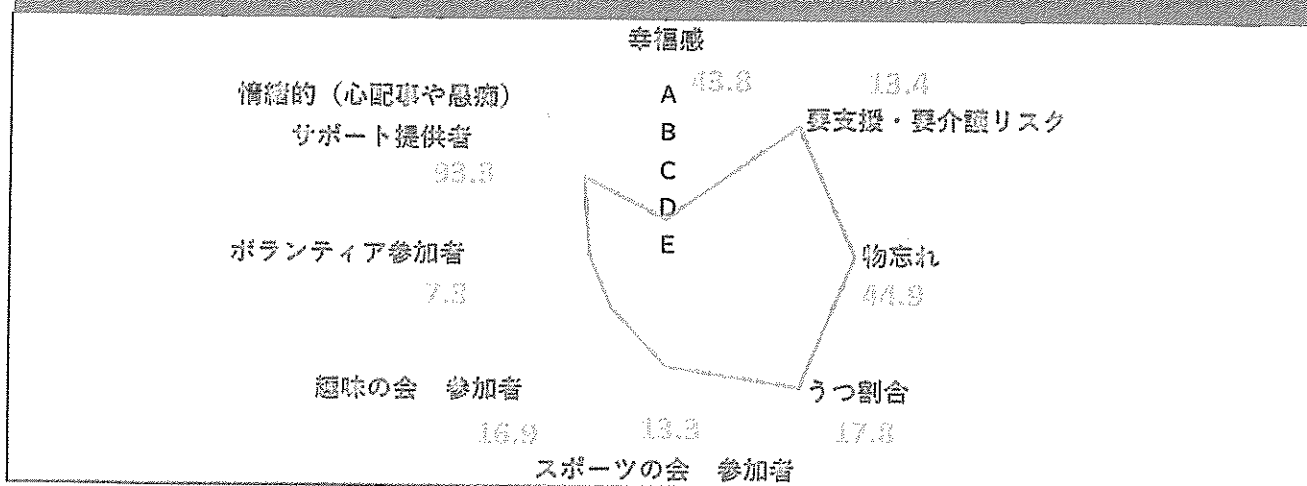 幸福感
43.8
13.4
情緒的（心配事や愚痴）
サポート提供者
93.3
A
B
C
D
E
要支援・要介護リスク
ボランティア参加者
7.3
物忘れ
44.9
趣味の会　参加者
16.9
うつ割合
17.8
13.3
スポーツの会　参加者